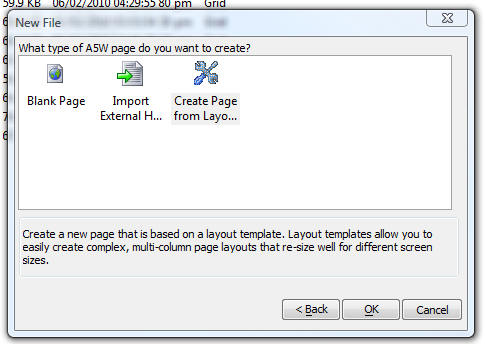 59.9 KB 06/02/2010 04:29:55 80 pm Grid
New File
What type of A5W page do you want to create?
Blank Page
Import
External H...
Create Page
from Layo...
Create a new page that is based on a layout template. Layout templates allow you to
easily create complex, multi-column page layouts that re-size well for different screen
sizes.
< Back
OK
Cancel